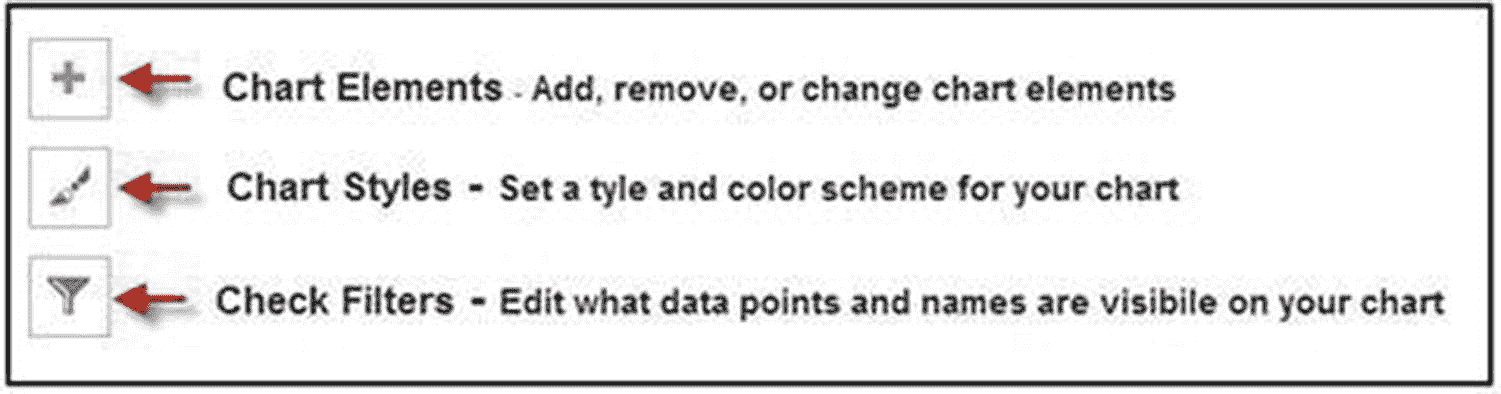 Chart Elements - Add, remove, or change chart elements
Chart Styles - Set a tyle and color scheme for your chart
Check Filters - Edit what data points and names are visibile on your chart